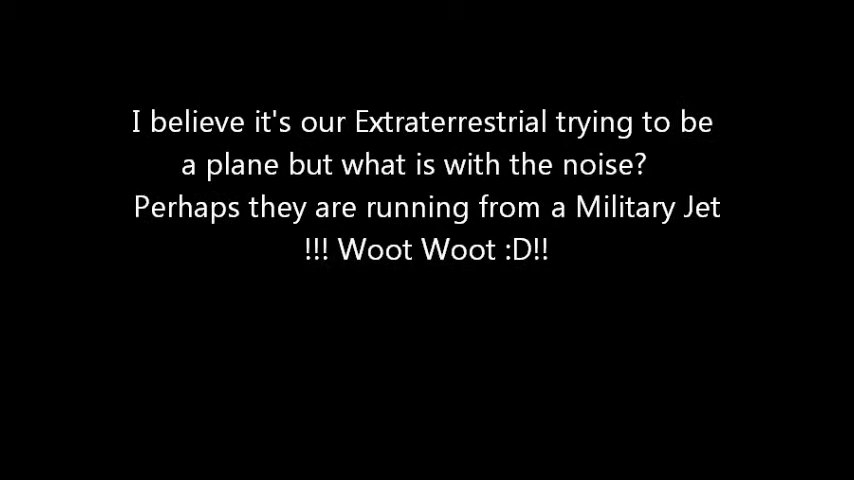 I believe it's our Extraterrestrial trying to be
a plane but what is with the noise?
Perhaps they are running from a Military Jet
!!! Woot Woot :D!!